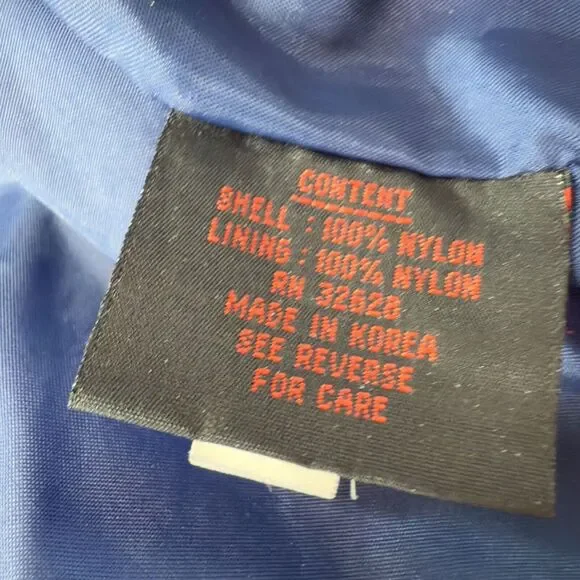 CONTENT
SHELL : 100% NYLON
LINING : 100% NYLON
RN 32628
MADE IN KOREA
SEE REVERSE
FOR CARE